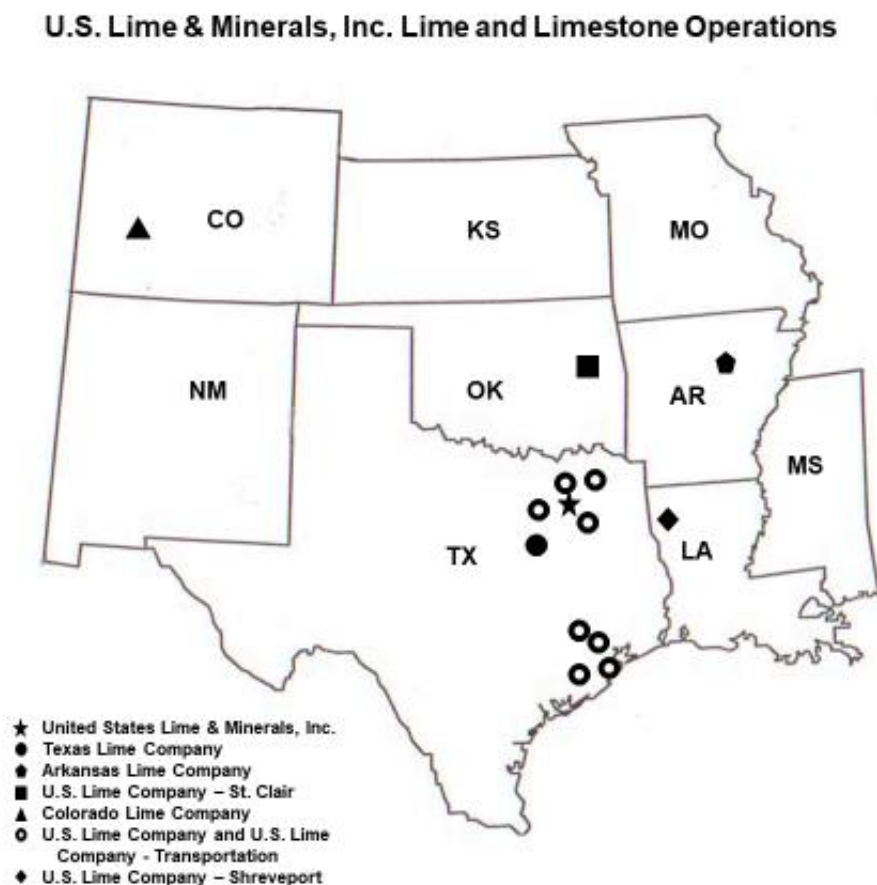 U.S. Lime & Minerals, Inc. Lime and Limestone Operations
CO
KS
MO
NM
OK
AR
MS
TX
LA
United States Lime & Minerals, Inc.
Texas Lime Company
Arkansas Lime Company
U.S. Lime Company – St. Clair
Colorado Lime Company
U.S. Lime Company and U.S. Lime
Company - Transportation
U.S. Lime Company – Shreveport